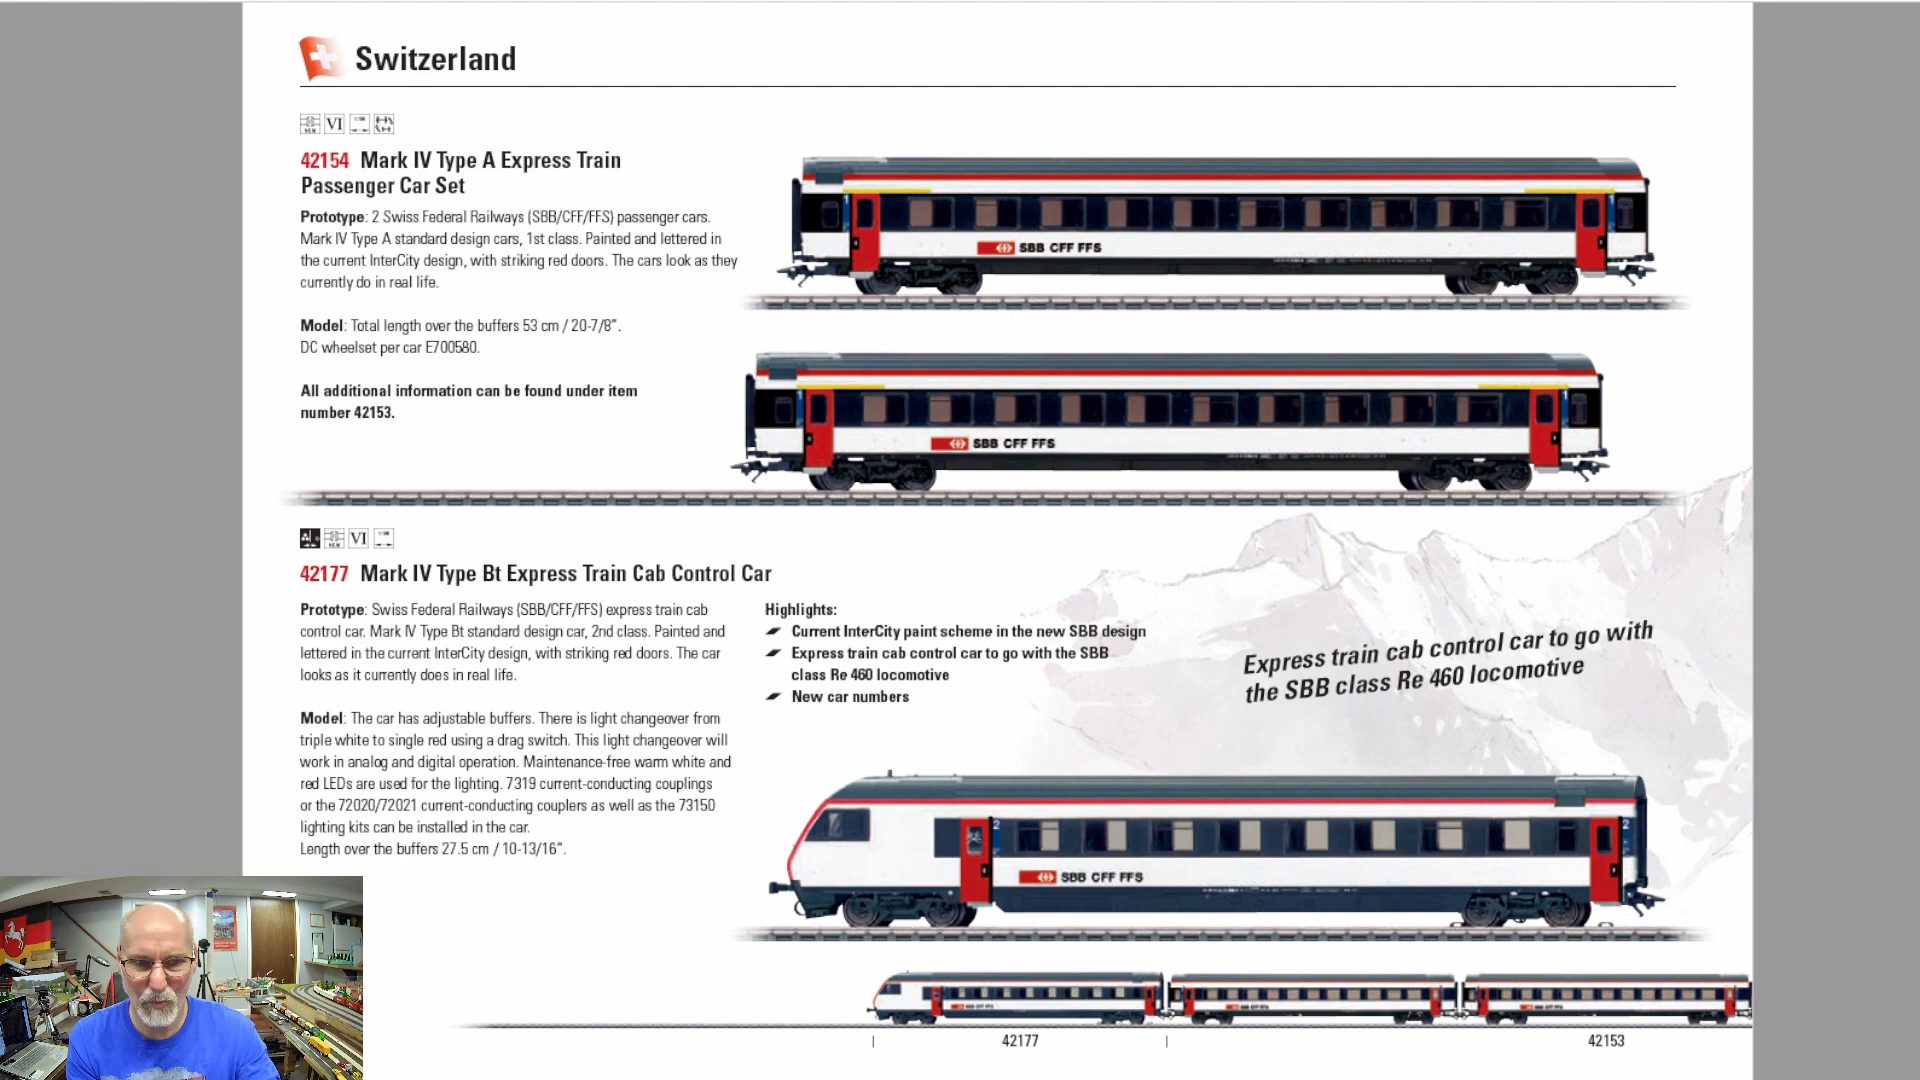 Switzerland
VI
42154 Mark IV Type A Express Train
Passenger Car Set
Prototype: 2 Swiss Federal Railways (SBB/CFF/FFS) passenger cars.
Mark IV Type A standard design cars, 1st class. Painted and lettered in
the current InterCity design, with striking red doors. The cars look as they
currently do in real life.
Model: Total length over the buffers 53 cm / 20-7/8”.
DC wheelset per car E700580.
All additional information can be found under item
number 42153.
1
1
SBB CFF FFS
1
1
SBB CFF FFS
VI
42177 Mark IV Type Bt Express Train Cab Control Car
Prototype: Swiss Federal Railways (SBB/CFF/FFS) express train cab
control car. Mark IV Type Bt standard design car, 2nd class. Painted and
lettered in the current InterCity design, with striking red doors. The car
looks as it currently does in real life.
Model: The car has adjustable buffers. There is light changeover from
triple white to single red using a drag switch. This light changeover will
work in analog and digital operation. Maintenance-free warm white and
red LEDs are used for the lighting. 7319 current-conducting couplings
or the 72020/72021 current-conducting couplers as well as the 73150
lighting kits can be installed in the car.
Length over the buffers 27.5 cm / 10-13/16”.
Highlights:
Current InterCity paint scheme in the new SBB design
Express train cab control car to go with the SBB
class Re 460 locomotive
New car numbers
Express train cab control car to go with
the SBB class Re 460 locomotive
2
2
SBB CFF FFS
42177
42153